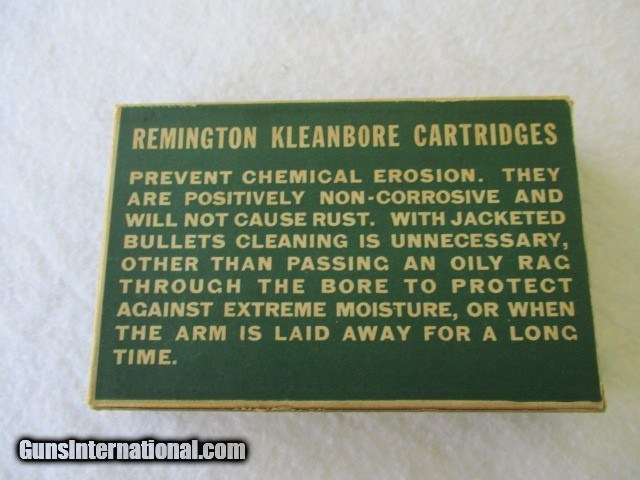 REMINGTON KLEANBORE CARTRIDGES
PREVENT CHEMICAL EROSION. THEY
ARE POSITIVELY NON-CORROSIVE AND
WILL NOT CAUSE RUST. WITH JACKETED
BULLETS CLEANING IS UNNECESSARY,
OTHER THAN PASSING AN OILY RAG
THROUGH THE BORE TO PROTECT
AGAINST EXTREME MOISTURE, OR WHEN
THE ARM IS LAID AWAY FOR A LONG
TIME.
GunsInternational.com